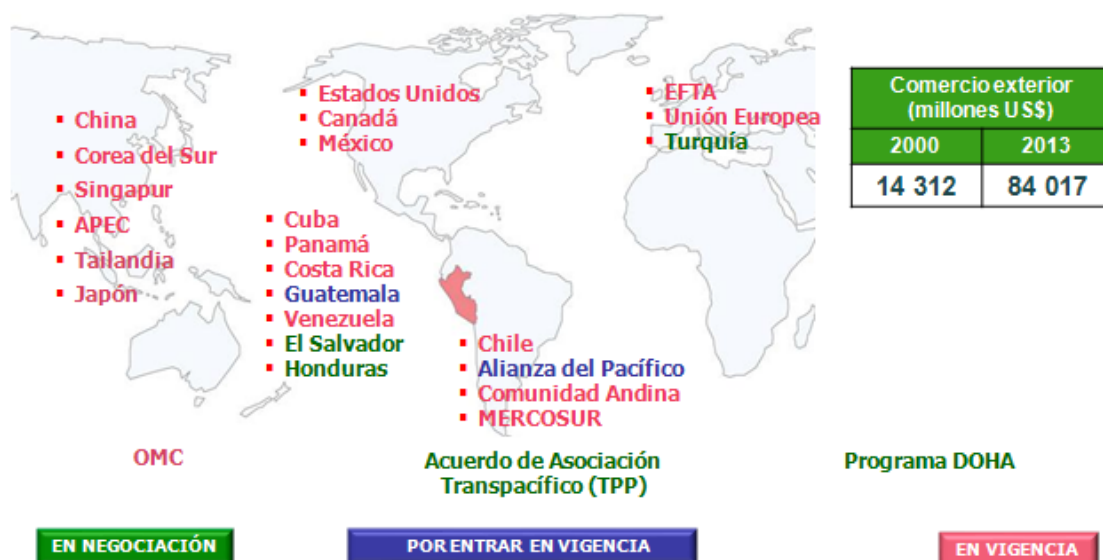 China
Corea del Sur
Singapur
APEC
Tailandia
Japón
Estados Unidos
Canadá
México
Cuba
Panamá
Costa Rica
Guatemala
Venezuela
El Salvador
Honduras
Chile
Alianza del Pacífico
Comunidad Andina
MERCOSUR
EFTA
Unión Europea
Turquía
Comercio exterior
(millones US$)
2000 2013
14 312 84 017
OMC
Acuerdo de Asociación
Transpacífico (TPP)
Programa DOHA
EN NEGOCIACIÓN
POR ENTRAR EN VIGENCIA
EN VIGENCIA